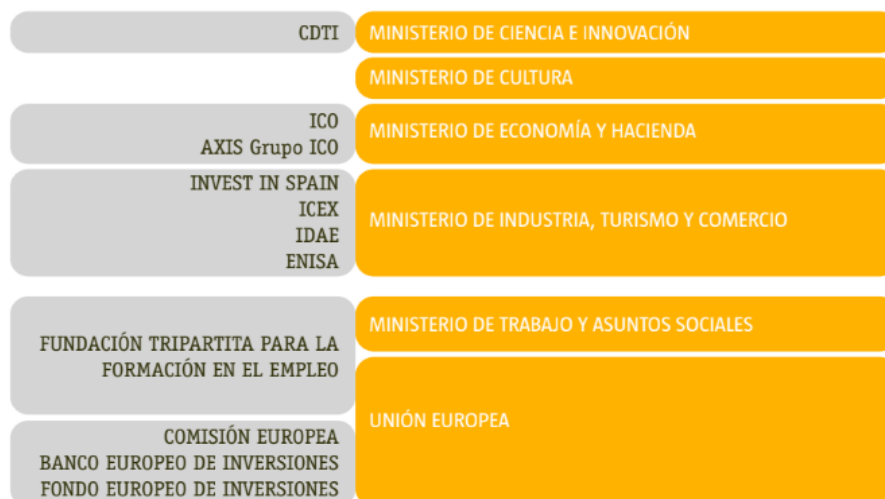 CDTI MINISTERIO DE CIENCIA E INNOVACIÓN
MINISTERIO DE CULTURA
ICO
AXIS Grupo ICO
MINISTERIO DE ECONOMÍA Y HACIENDA
INVEST IN SPAIN
ICEX
IDAE
ENISA
MINISTERIO DE INDUSTRIA, TURISMO Y COMERCIO
FUNDACIÓN TRIPARTITA PARA LA
FORMACIÓN EN EL EMPLEO
MINISTERIO DE TRABAJO Y ASUNTOS SOCIALES
COMISIÓN EUROPEA
BANCO EUROPEO DE INVERSIONES
FONDO EUROPEO DE INVERSIONES
UNIÓN EUROPEA